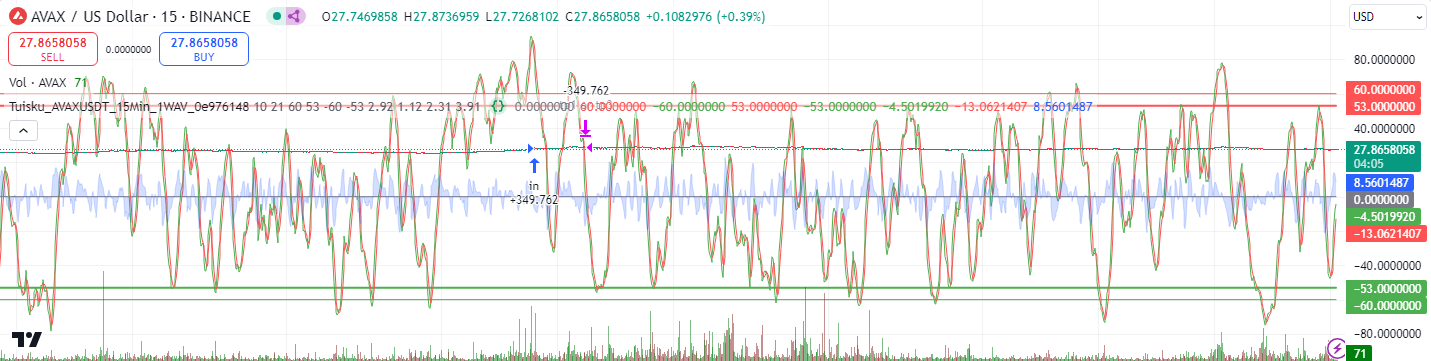 AVAX / US Dollar · 15 · BINANCE O27.7469858 H27.8736959 L27.7268102 C27.8658058 +0.1082976 (+0.39%)
USD
27.8658058 SELL
0.0000000
27.8658058 BUY
Vol · AVAX 71
Tuisku_AVAXUSDT_15Min_1WAV_0e976148 10 21 60 53 -60 -53 2.92 1.12 2.31 3.91 0.0000000 60.0000000 −60.0000000 53.0000000 −53.0000000 −4.5019920 −13.0621407 8.5601487
-349.762
in
+349.762
80.0000000
60.0000000
53.0000000
40.0000000
27.8658058
04:05
8.5601487
0.0000000
−4.5019920
−13.0621407
−40.0000000
−53.0000000
−60.0000000
−80.0000000
71